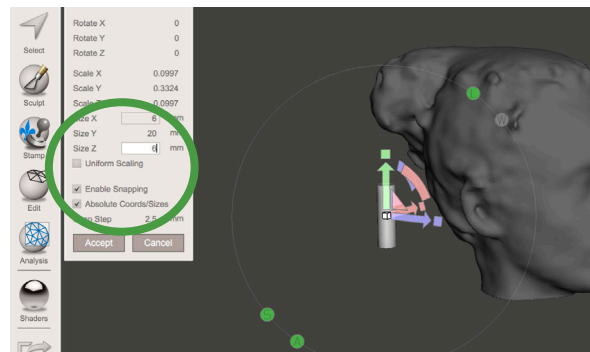 Select
Sculpt
Stamp
Edit
Analysis
Shaders
Rotate X 0
Rotate Y 0
Rotate Z 0
Scale X 0.0997
Scale Y 0.3324
Scale 0.0997
Size X 6 mm
Size Y 20 mm
Size Z 6 mm
Uniform Scaling
Enable Snapping
Absolute Coords/Sizes
Step 2.5 mm
Accept Cancel
L
W
S
A